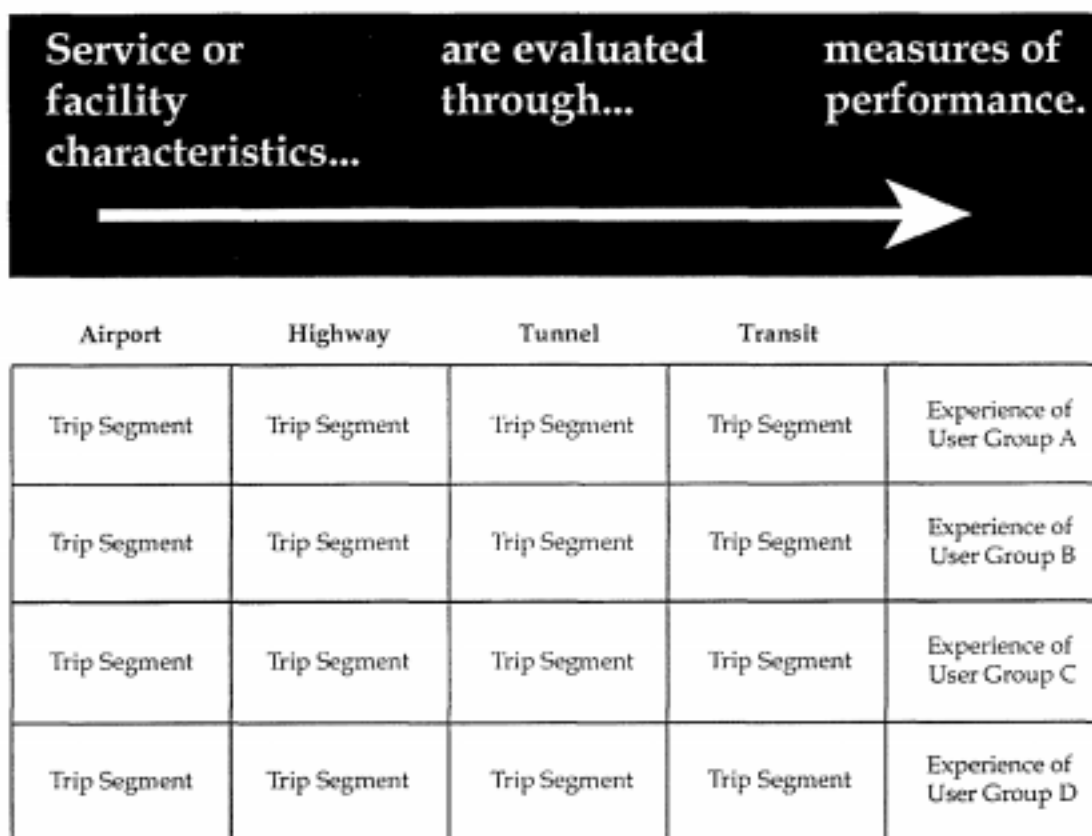 Service or are evaluated measures of
facility through... performance.
characteristics...
Airport Highway Tunnel Transit
Trip Segment Trip Segment Trip Segment Trip Segment Experience of
User Group A
Trip Segment Trip Segment Trip Segment Trip Segment Experience of
User Group B
Trip Segment Trip Segment Trip Segment Trip Segment Experience of
User Group C
Trip Segment Trip Segment Trip Segment Trip Segment Experience of
User Group D